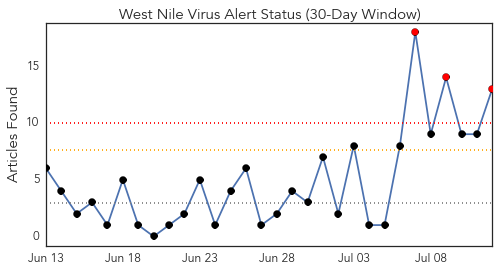 West Nile Virus Alert Status (30-Day Window)
Articles Found
15
10
5
0
Jun 13 Jun 18 Jun 23 Jun 28 Jul 03 Jul 08